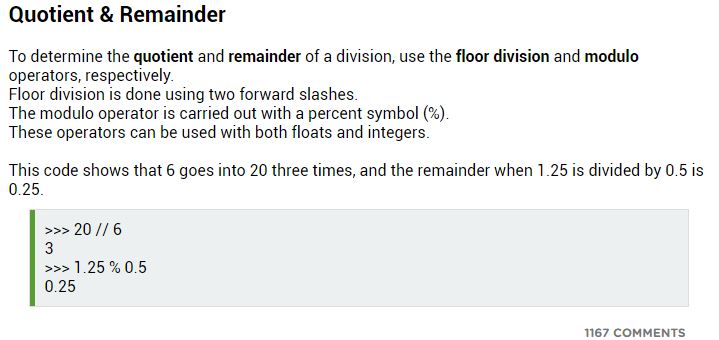 Quotient & Remainder
To determine the quotient and remainder of a division, use the floor division and modulo
operators, respectively.
Floor division is done using two forward slashes.
The modulo operator is carried out with a percent symbol (%).
These operators can be used with both floats and integers.
This code shows that 6 goes into 20 three times, and the remainder when 1.25 is divided by 0.5 is
0.25.
>>> 20 // 6
3
>>> 1.25 % 0.5
0.25
1167 COMMENTS